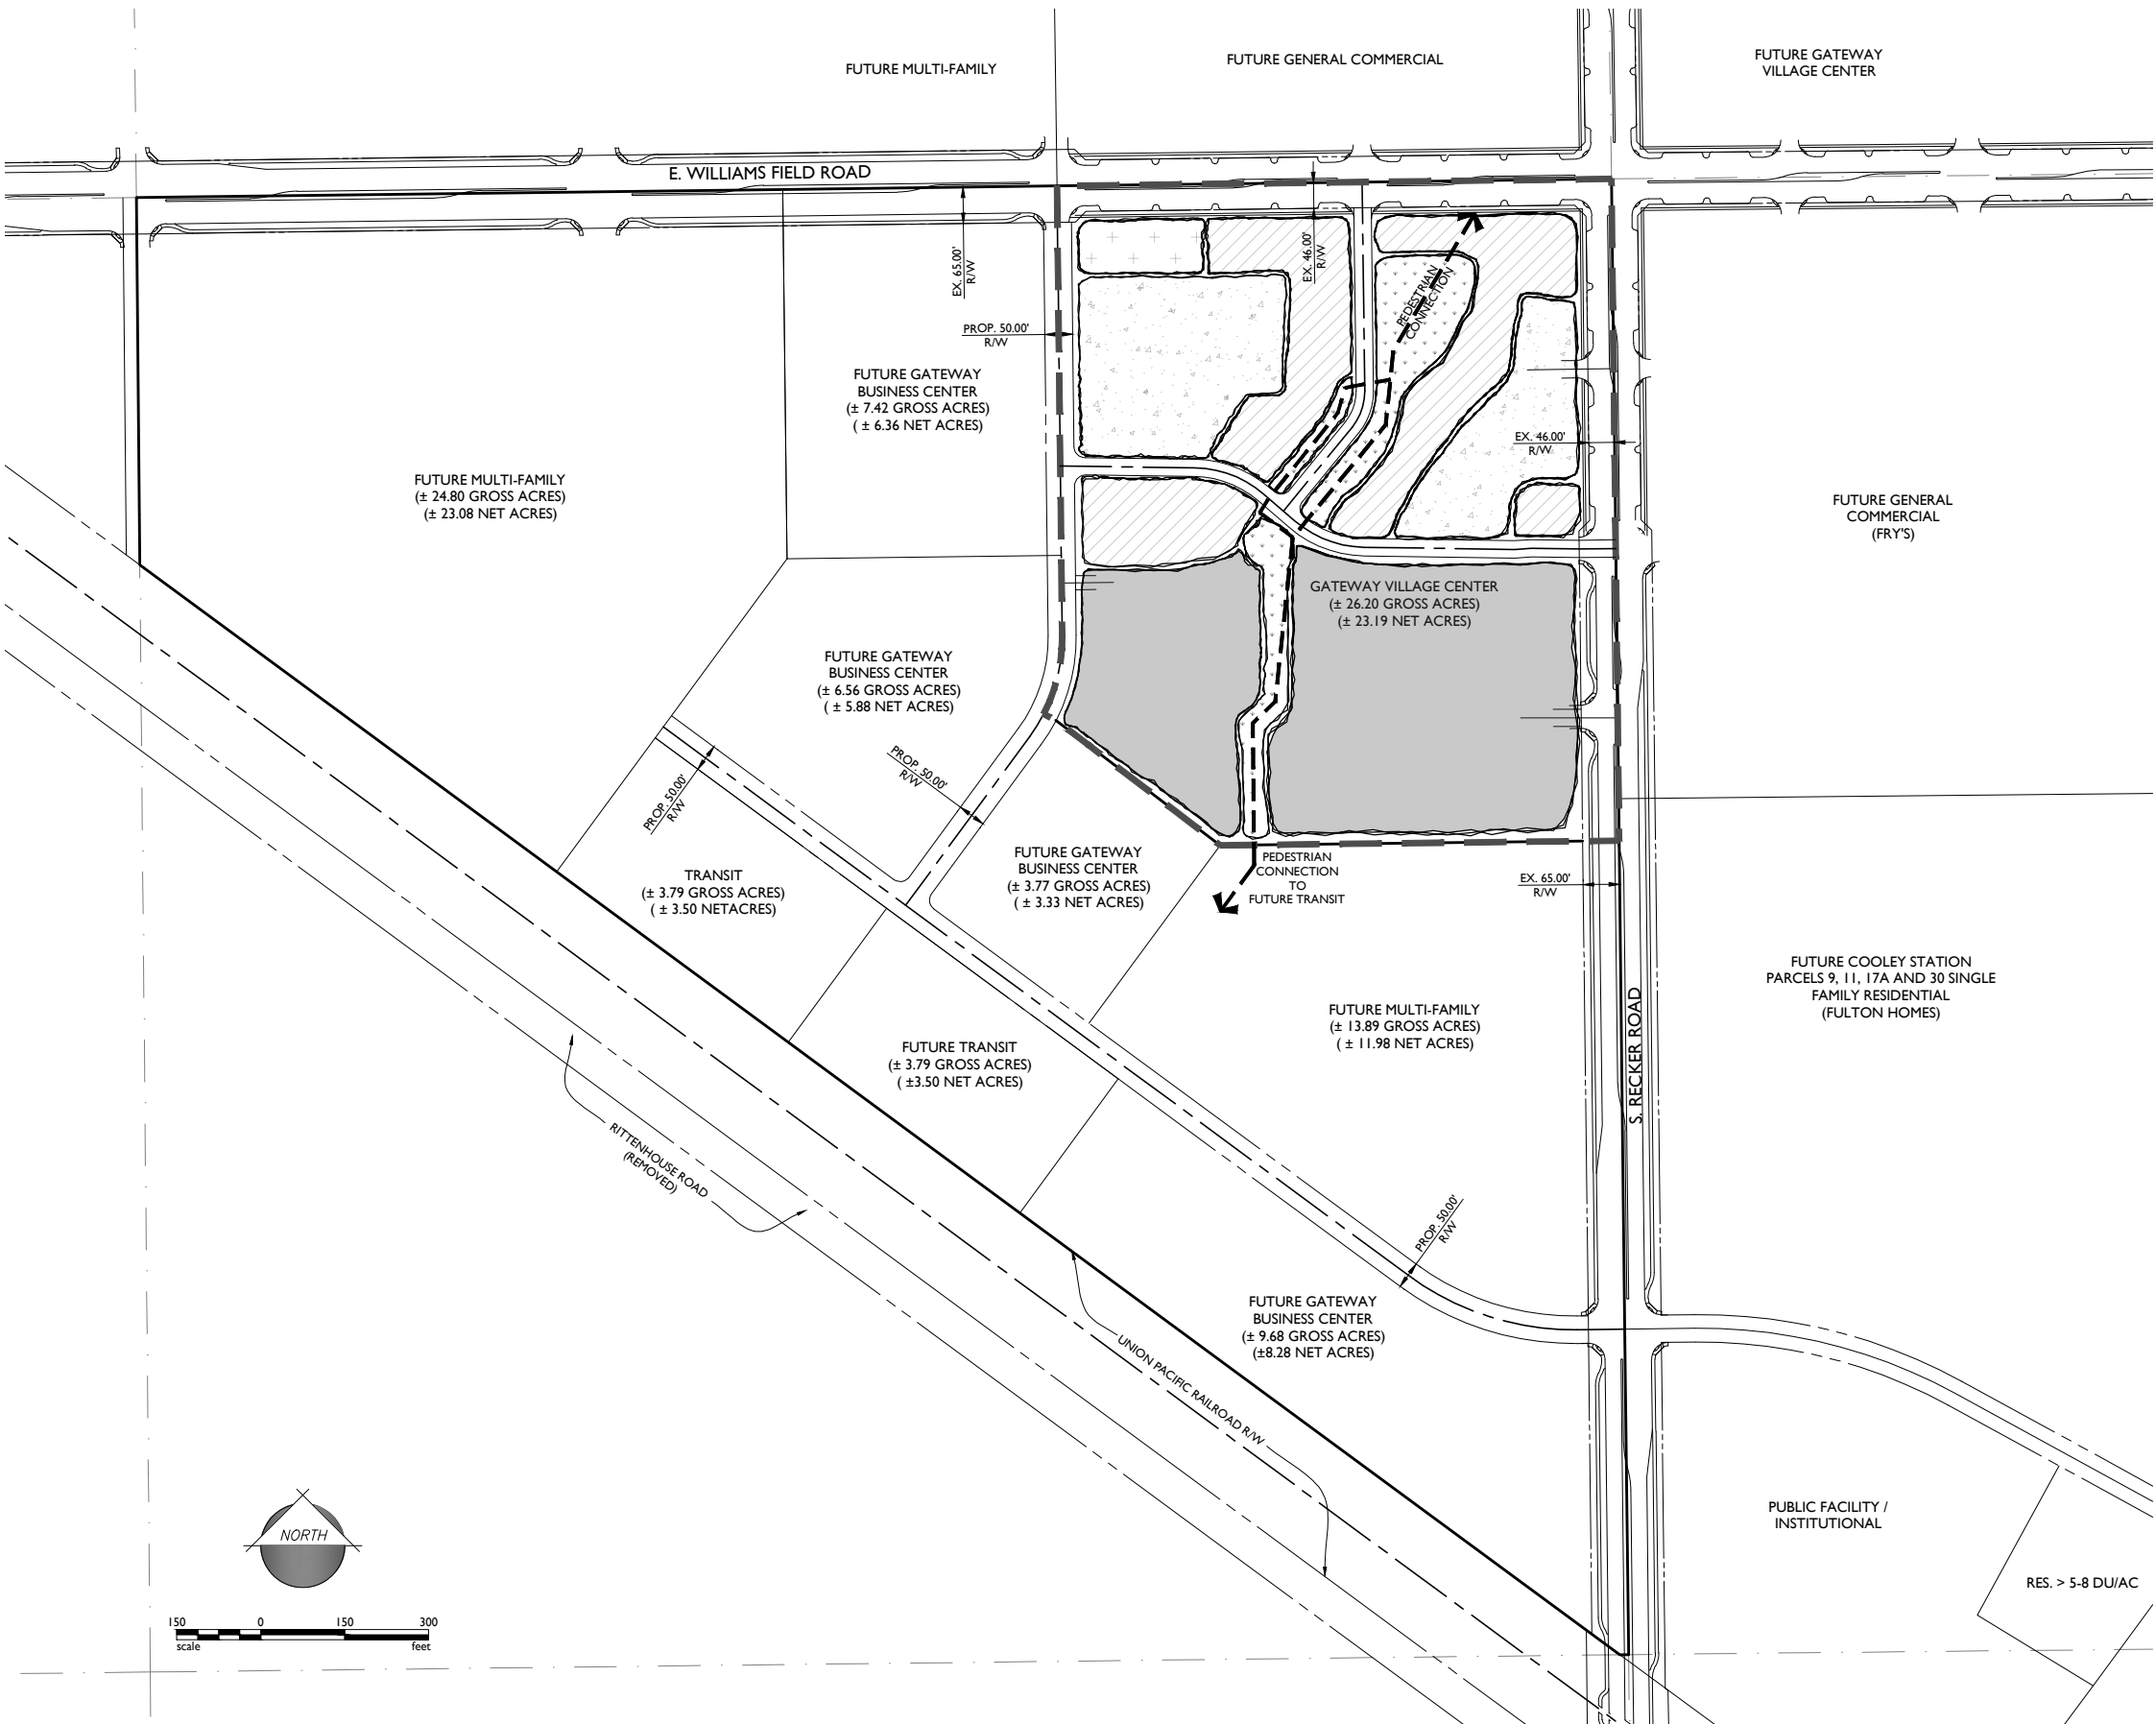 FUTURE MULTI-FAMILY
FUTURE GENERAL COMMERCIAL
FUTURE GATEWAY
VILLAGE CENTER
E. WILLIAMS FIELD ROAD
EX. 65.00'
R/W
EX. 46.00'
R/W
PEDESTRIAN
CONNECTION
PROP. 50.00'
R/W
FUTURE GATEWAY
BUSINESS CENTER
(± 7.42 GROSS ACRES)
( ± 6.36 NET ACRES)
EX. 46.00'
R/W
FUTURE MULTI-FAMILY
(± 24.80 GROSS ACRES)
(± 23.08 NET ACRES)
FUTURE GENERAL
COMMERCIAL
(FRY'S)
GATEWAY VILLAGE CENTER
(± 26.20 GROSS ACRES)
(± 23.19 NET ACRES)
FUTURE GATEWAY
BUSINESS CENTER
(± 6.56 GROSS ACRES)
( ± 5.88 NET ACRES)
PROP. 50.00'
R/W
PROP. 50.00'
R/W
TRANSIT
(± 3.79 GROSS ACRES)
( ± 3.50 NETACRES)
FUTURE GATEWAY
BUSINESS CENTER
(± 3.77 GROSS ACRES)
( ± 3.33 NET ACRES)
PEDESTRIAN
CONNECTION
TO
FUTURE TRANSIT
EX. 65.00'
R/W
FUTURE COOLEY STATION
PARCELS 9, 11, 17A AND 30 SINGLE
FAMILY RESIDENTIAL
(FULTON HOMES)
S. RECKER ROAD
FUTURE MULTI-FAMILY
(± 13.89 GROSS ACRES)
( ± 11.98 NET ACRES)
FUTURE TRANSIT
(± 3.79 GROSS ACRES)
( ±3.50 NET ACRES)
RITTENHOUSE ROAD
(REMOVED)
PROP. 50.00'
R/W
FUTURE GATEWAY
BUSINESS CENTER
(± 9.68 GROSS ACRES)
(±8.28 NET ACRES)
UNION PACIFIC RAILROAD R/W
PUBLIC FACILITY /
INSTITUTIONAL
RES. > 5-8 DU/AC
NORTH
150 0 150 300
scale feet